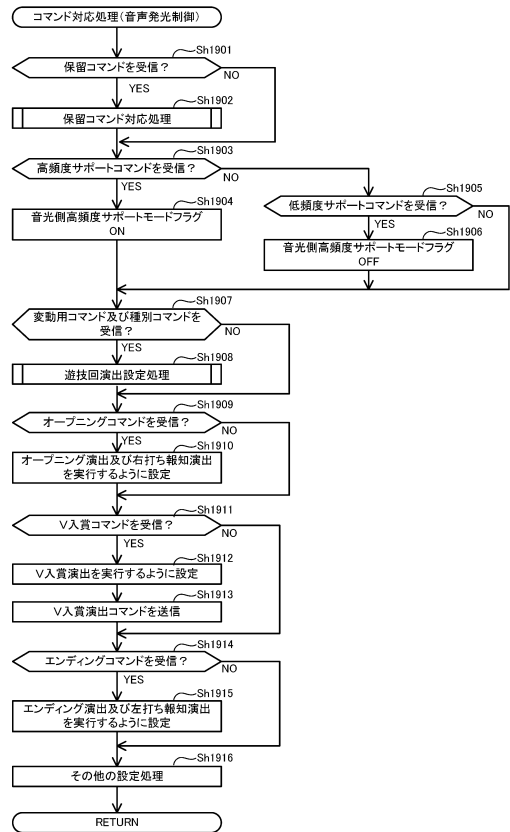 コマンド対応処理(音声発光制御)
Sh1901
保留コマンドを受信？
NO
YES
Sh1902
保留コマンド対応処理
Sh1903
高頻度サポートコマンドを受信？
NO
YES
Sh1904
音光側高頻度サポートモードフラグ
ON
Sh1905
低頻度サポートコマンドを受信？
NO
YES
Sh1906
音光側高頻度サポートモードフラグ
OFF
Sh1907
変動用コマンド及び種別コマンドを
受信？
NO
YES
Sh1908
遊技回演出設定処理
Sh1909
オープニングコマンドを受信？
NO
YES
Sh1910
オープニング演出及び右打ち報知演出
を実行するように設定
Sh1911
V入賞コマンドを受信？
NO
YES
Sh1912
V入賞演出を実行するように設定
Sh1913
V入賞演出コマンドを送信
Sh1914
エンディングコマンドを受信？
NO
YES
Sh1915
エンディング演出及び左打ち報知演出
を実行するように設定
Sh1916
その他の設定処理
RETURN